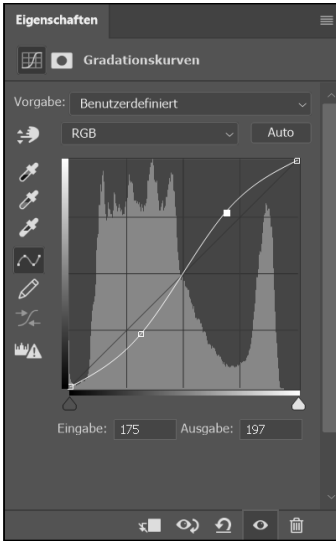 Eigenschaften
Gradationskurven
Vorgabe: Benutzerdefiniert
RGB Auto
Eingabe: 175 Ausgabe: 197